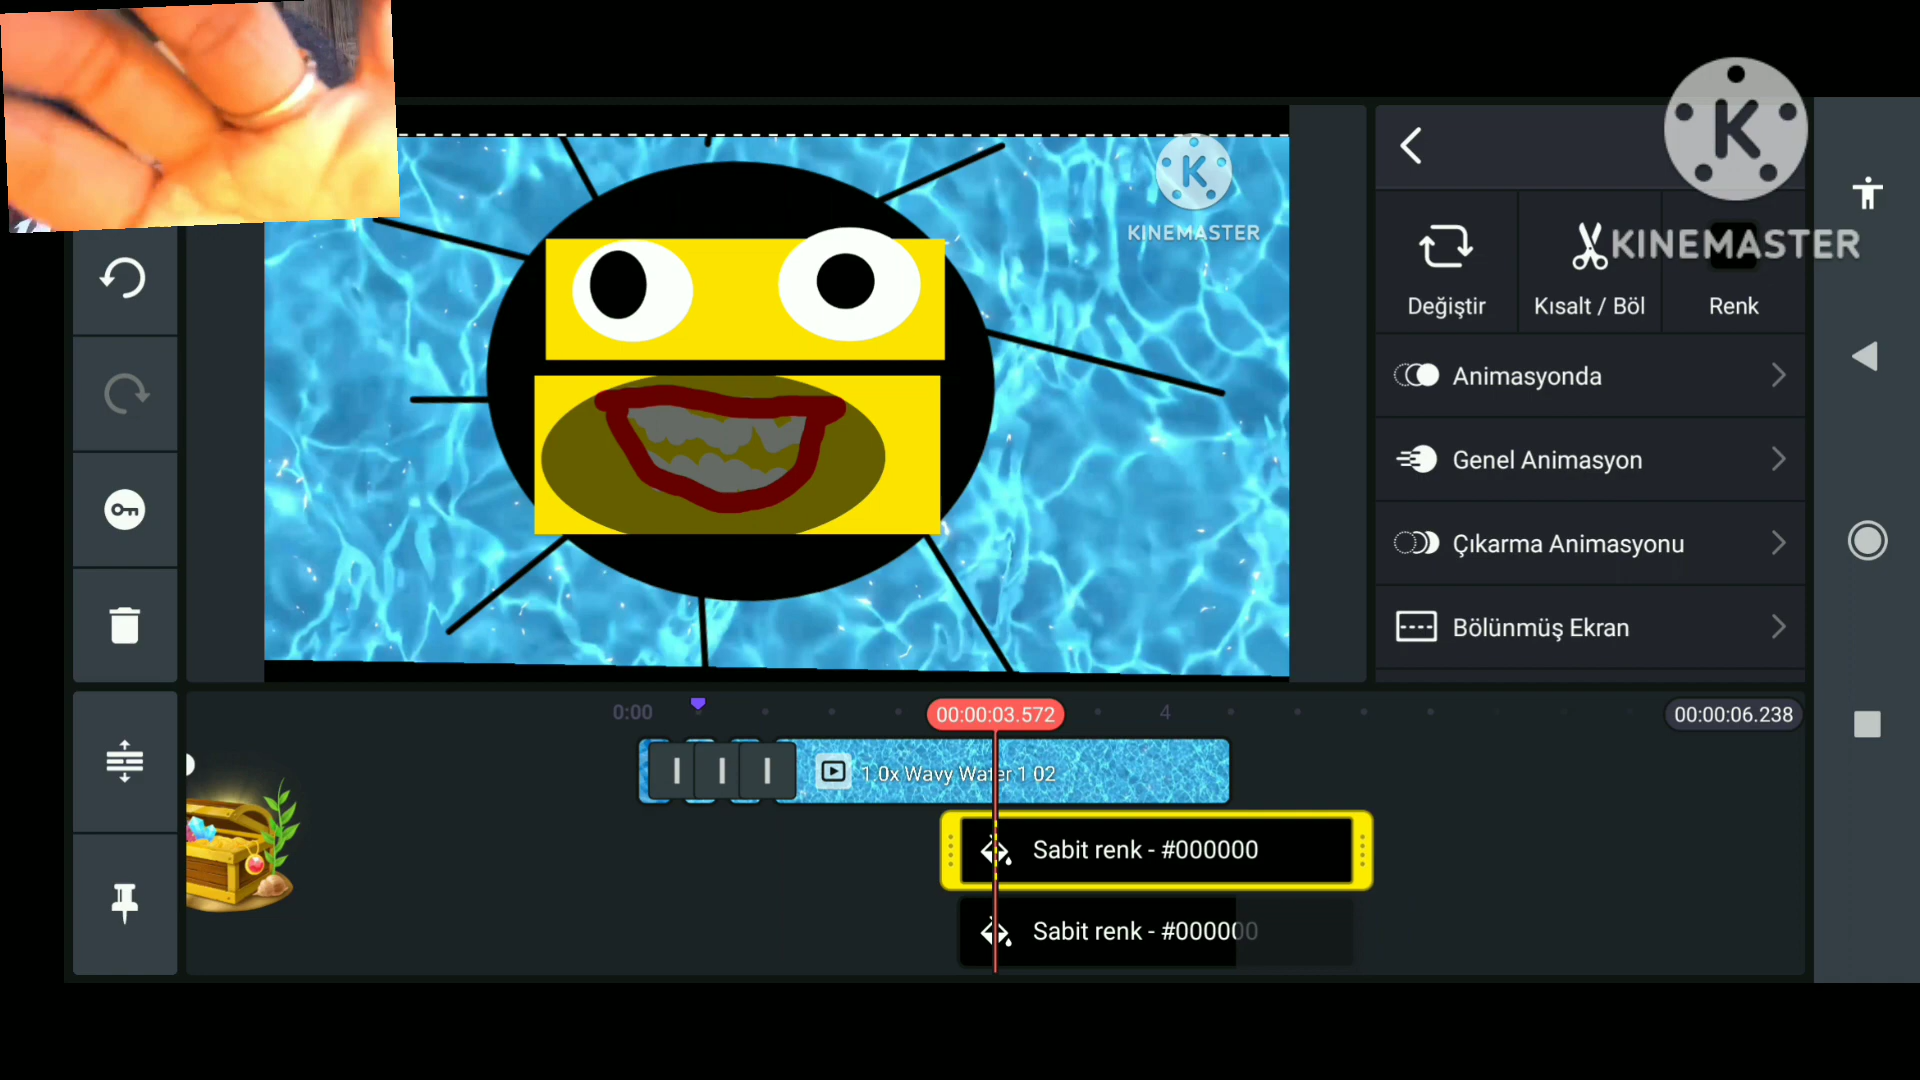 K
KINEMASTER
K
KINEMASTER
Değiştir
Kısalt / Böl
Renk
Animasyonda
Genel Animasyon
Çıkarma Animasyonu
Bölünmüş Ekran
0:00
00:00:03.572
4
00:00:06.238
1.0x Wavy Water 1 02
Sabit renk - #000000
Sabit renk - #000000